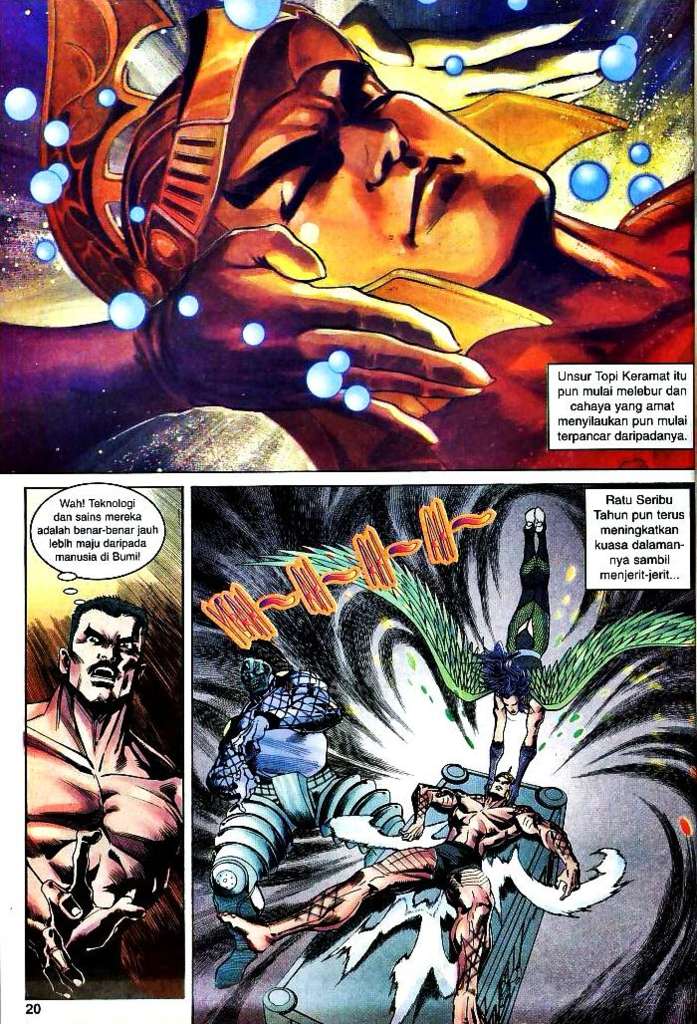 Unsur Topi Keramat itu
pun mulai melebur dan
cahaya yang amat
menyilaukan pun mulai
terpancar daripadanya.
Wah! Teknologi
dan sains mereka
adalah benar-benar jauh
lebih maju daripada
manusia di Bumi!
Ratu Seribu
Tahun pun terus
meningkatkan
kuasa dalaman-
nya sambil
menjerit-jerit...
20